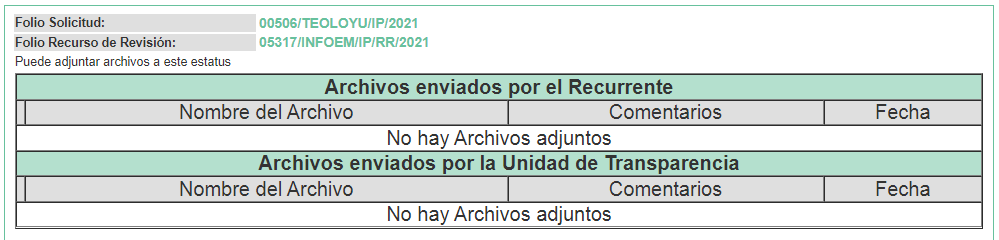 Folio Solicitud: 00506/TEOLOYU/IP/2021
Folio Recurso de Revisión: 05317/INFOEM/IP/RR/2021
Puede adjuntar archivos a este estatus
Archivos enviados por el Recurrente
Nombre del Archivo Comentarios Fecha
No hay Archivos adjuntos
Archivos enviados por la Unidad de Transparencia
Nombre del Archivo Comentarios Fecha
No hay Archivos adjuntos